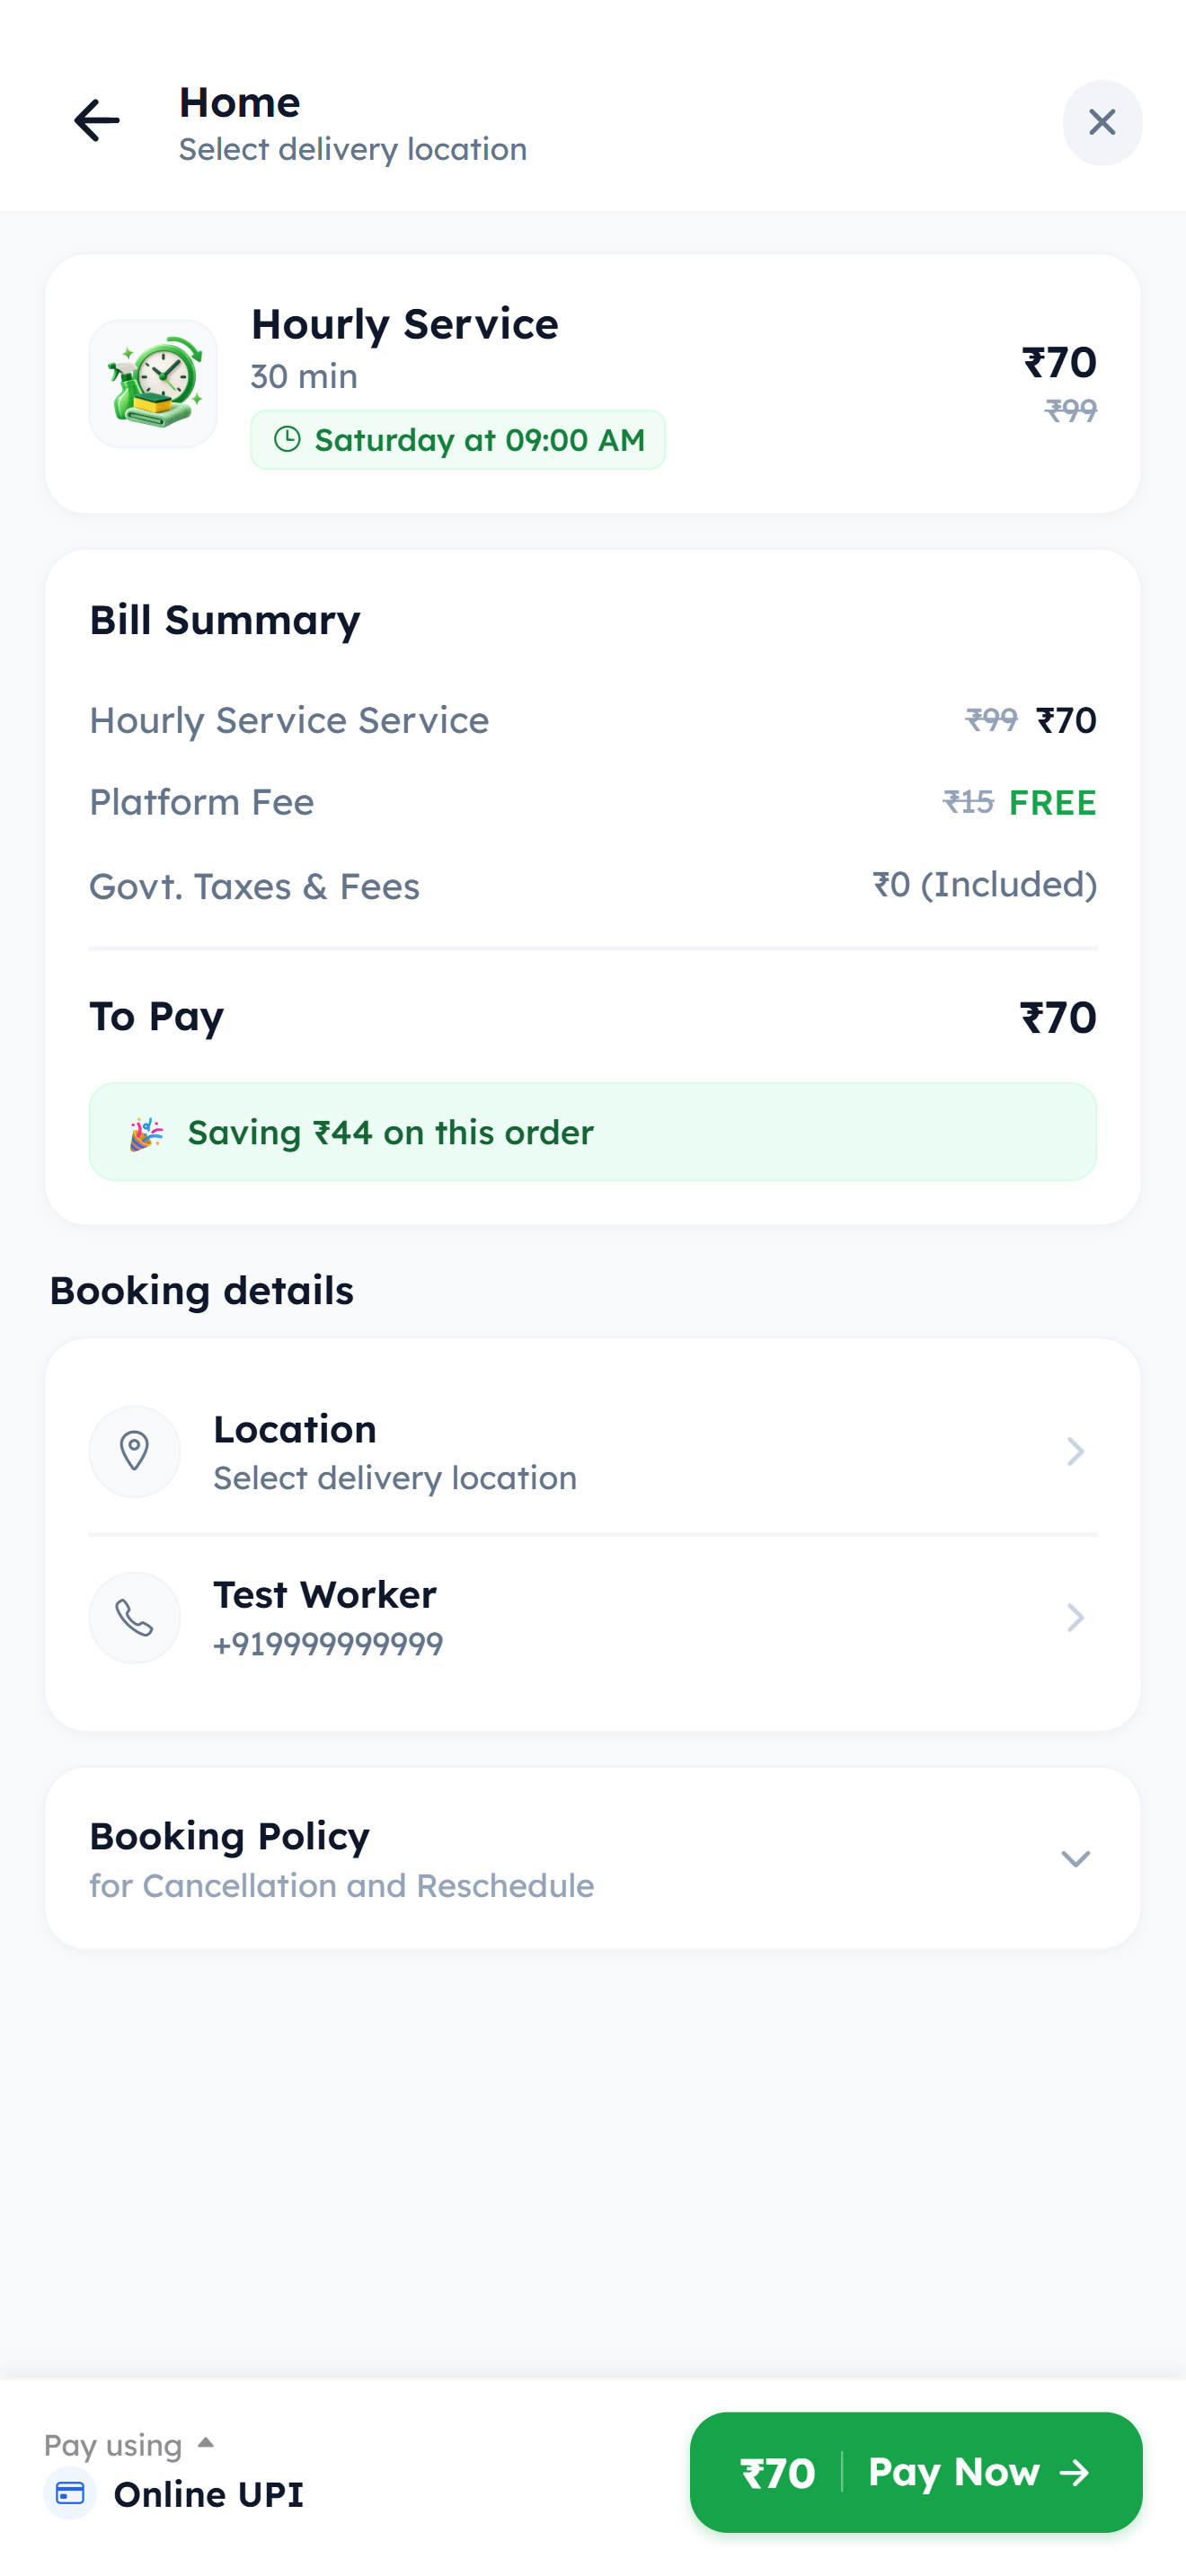 Home
Select delivery location
Hourly Service
30 min
Saturday at 09:00 AM
₹70
₹99
Bill Summary
Hourly Service Service ₹99 ₹70
Platform Fee ₹15 FREE
Govt. Taxes & Fees ₹0 (Included)
To Pay ₹70
Saving ₹44 on this order
Booking details
Location
Select delivery location
Test Worker
+919999999999
Booking Policy
for Cancellation and Reschedule
Pay using
Online UPI
₹70 Pay Now